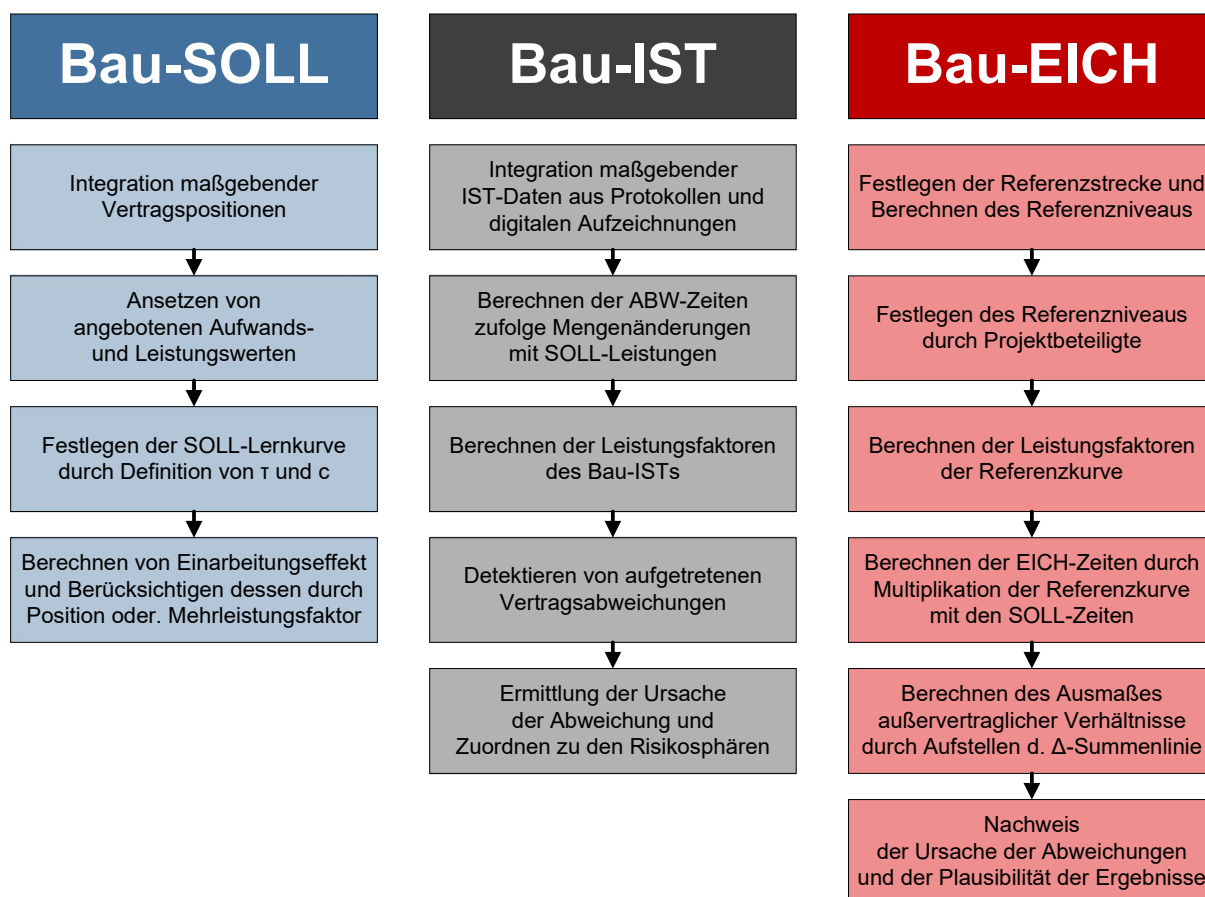 Bau-SOLL
Integration maßgebender
Vertragspositionen
Ansetzen von
angebotenen Aufwands-
und Leistungswerten
Festlegen der SOLL-Lernkurve
durch Definition von τ und c
Berechnen von Einarbeitungseffekt
und Berücksichtigen dessen durch
Position oder. Mehrleistungsfaktor
Bau-IST
Integration maßgebender
IST-Daten aus Protokollen und
digitalen Aufzeichnungen
Berechnen der ABW-Zeiten
zufolge Mengenänderungen
mit SOLL-Leistungen
Berechnen der Leistungsfaktoren
des Bau-ISTs
Detektieren von aufgetretenen
Vertragsabweichungen
Ermittlung der Ursache
der Abweichung und
Zuordnen zu den Risikosphären
Bau-EICH
Festlegen der Referenzstrecke und
Berechnen des Referenzniveaus
Festlegen des Referenzniveaus
durch Projektbeteiligte
Berechnen der Leistungsfaktoren
der Referenzkurve
Berechnen der EICH-Zeiten durch
Multiplikation der Referenzkurve
mit den SOLL-Zeiten
Berechnen des Ausmaßes
außervertraglicher Verhältnisse
durch Aufstellen d. Δ-Summenlinie
Nachweis
der Ursache der Abweichungen
und der Plausibilität der Ergebnisse